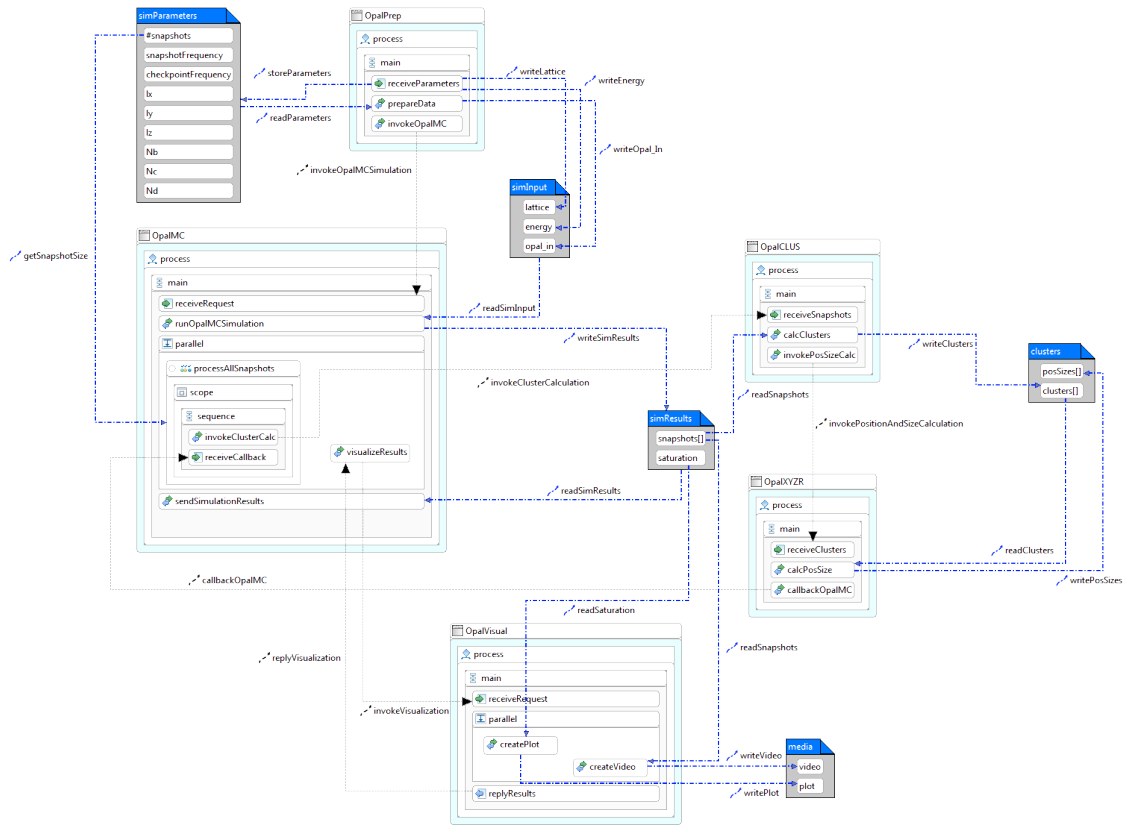 simParameters
#snapshots
snapshotFrequency
checkpointFrequency
lx
ly
lz
Nb
Nc
Nd
OpalPrep
process
main
receiveParameters
prepareData
invokeOpalMC
storeParameters
readParameters
writeLattice
writeEnergy
writeOpal_In
invokeOpalMCSimulation
simInput
lattice
energy
opal_in
getSnapshotSize
OpalMC
process
main
receiveRequest
runOpalMCSimulation
parallel
processAllSnapshots
scope
sequence
invokeClusterCalc
receiveCallback
visualizeResults
sendSimulationResults
readSimInput
writeSimResults
invokeClusterCalculation
OpalCLUS
process
main
receiveSnapshots
calcClusters
invokePosSizeCalc
writeClusters
clusters
posSizes[]
clusters[]
readSnapshots
invokePositionAndSizeCalculation
simResults
snapshots[]
saturation
readSimResults
OpalXYZR
process
main
receiveClusters
calcPosSize
callbackOpalMC
readClusters
writePosSizes
callbackOpalMC
readSaturation
readSnapshots
replyVisualization
invokeVisualization
OpalVisual
process
main
receiveRequest
parallel
createPlot
createVideo
replyResults
writeVideo
writePlot
media
video
plot